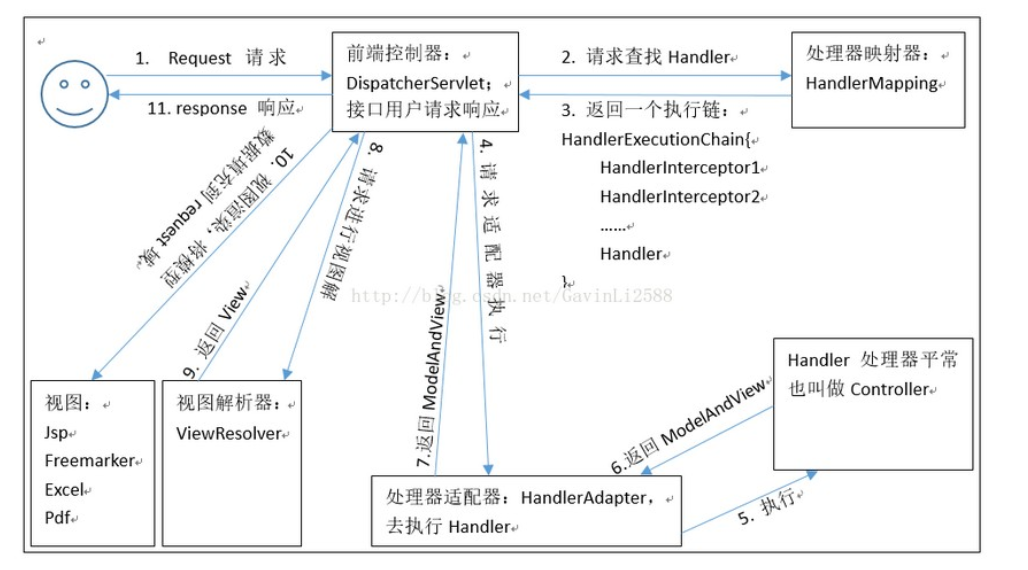 1. Request 请求
11. response 响应
前端控制器：
DispatcherServlet；
接口用户请求响应
2. 请求查找 Handler
3. 返回一个执行链：
HandlerExecutionChain{
HandlerInterceptor1
HandlerInterceptor2
……
Handler
}
处理器映射器：
HandlerMapping
10. 视图渲染，将模型
数据填充到 request 域
9. 返回 View
8. 请求进行视图解
7.返回 ModelAndView
4. 请求适配器执行
http://blog.csdn.net/GavinLi2588
Handler 处理器平常
也叫做 Controller
6.返回 ModelAndView
5. 执行
视图：
Jsp
Freemarker
Excel
Pdf
视图解析器：
ViewResolver
处理器适配器：HandlerAdapter，
去执行 Handler